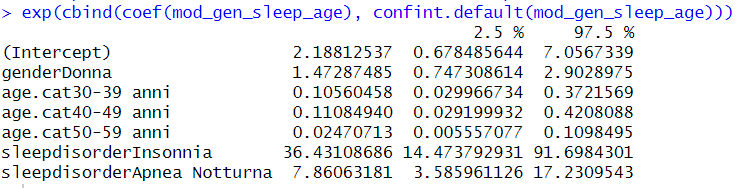 > exp(cbind(coef(mod_gen_sleep_age), confint.default(mod_gen_sleep_age)))
2.5 % 97.5 %
(Intercept) 2.18812537 0.678485644 7.0567339
genderDonna 1.47287485 0.747308614 2.9028975
age.cat30-39 anni 0.10560458 0.029966734 0.3721569
age.cat40-49 anni 0.11084940 0.029199932 0.4208088
age.cat50-59 anni 0.02470713 0.005557077 0.1098495
sleepdisorderInsonnia 36.43108686 14.473792931 91.6984301
sleepdisorderApnea Notturna 7.86063181 3.585961126 17.2309543